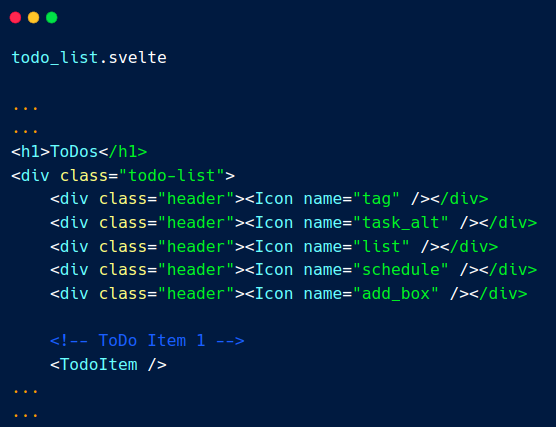 todo_list.svelte
...
...
<h1>ToDos</h1>
<div class="todo-list">
<div class="header"><Icon name="tag" /></div>
<div class="header"><Icon name="task_alt" /></div>
<div class="header"><Icon name="list" /></div>
<div class="header"><Icon name="schedule" /></div>
<div class="header"><Icon name="add_box" /></div>
<!-- ToDo Item 1 -->
<TodoItem />
...
...